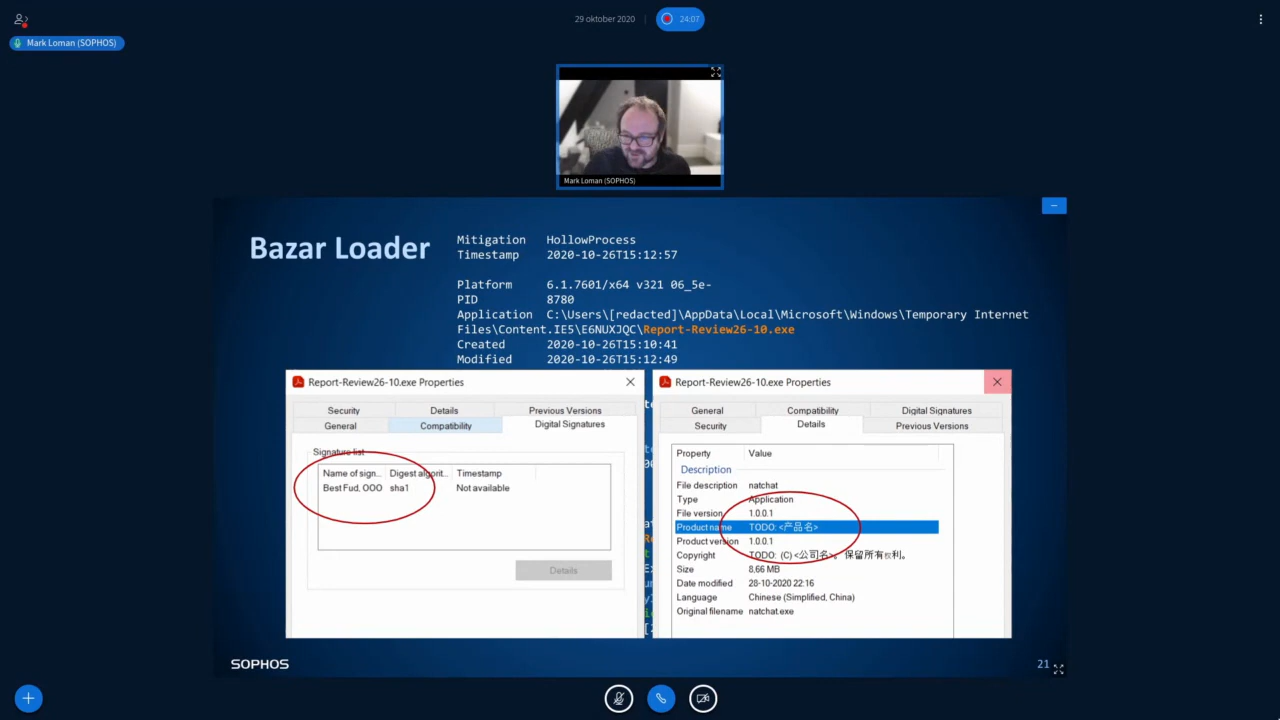 29 oktober 2020
24:07
Mark Loman (SOPHOS)
Mark Loman (SOPHOS)
Bazar Loader
Mitigation HollowProcess
Timestamp 2020-10-26T15:12:57
Platform 6.1.7601/x64 v321 06_5e-
PID 8780
Application C:\Users\[redacted]\AppData\Local\Microsoft\Windows\Temporary Internet
Files\Content.IE5\E6NUXJQC\Report-Review26-10.exe
Created 2020-10-26T15:10:41
Modified 2020-10-26T15:12:49
Report-Review26-10.exe Properties
Security Details Previous Versions
General Compatibility Digital Signatures
Signature list
Name of sign... Digest algorit... Timestamp
Best Fud, OOO sha1 Not available
Details
Report-Review26-10.exe Properties
General Compatibility Digital Signatures
Security Details Previous Versions
Property Value
Description
File description natchat
Type Application
File version 1.0.0.1
Product name TODO: <产品名>
Product version 1.0.0.1
Copyright TODO: (C) <公司名>。保留所有权利。
Size 8,66 MB
Date modified 28-10-2020 22:16
Language Chinese (Simplified, China)
Original filename natchat.exe
SOPHOS
21